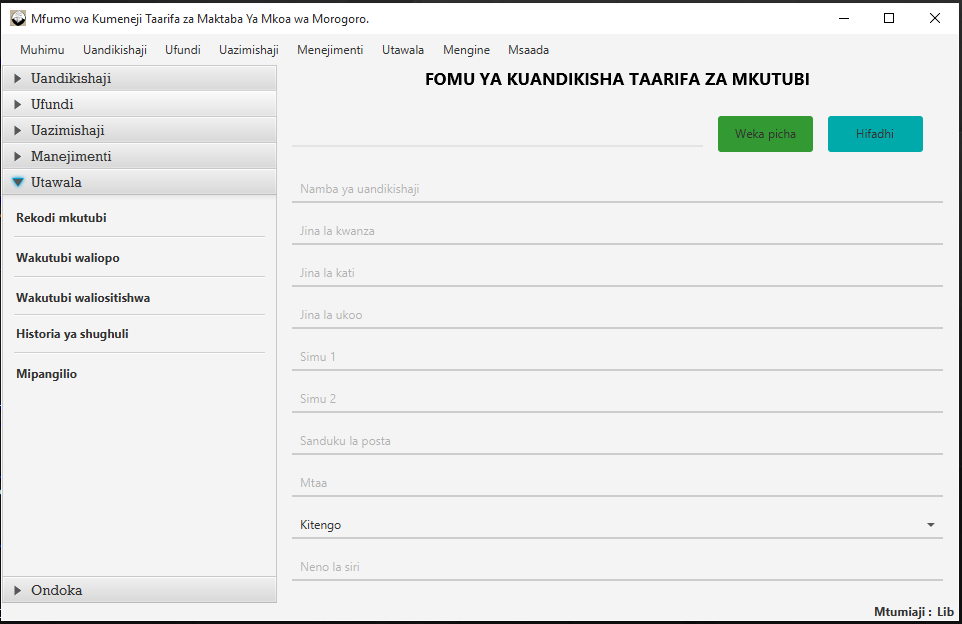 Mfumo wa Kumeneji Taarifa za Maktaba Ya Mkoa wa Morogoro.
Muhimu Uandikishaji Ufundi Uazimishaji Menejimenti Utawala Mengine Msaada
Uandikishaji
Ufundi
Uazimishaji
Manejimenti
Utawala
Rekodi mkutubi
Wakutubi waliopo
Wakutubi waliositishwa
Historia ya shughuli
Mipangilio
Ondoka
FOMU YA KUANDIKISHA TAARIFA ZA MKUTUBI
Weka picha
Hifadhi
Namba ya uandikishaji
Jina la kwanza
Jina la kati
Jina la ukoo
Simu 1
Simu 2
Sanduku la posta
Mtaa
Kitengo
Neno la siri
Mtumiaji : Lib